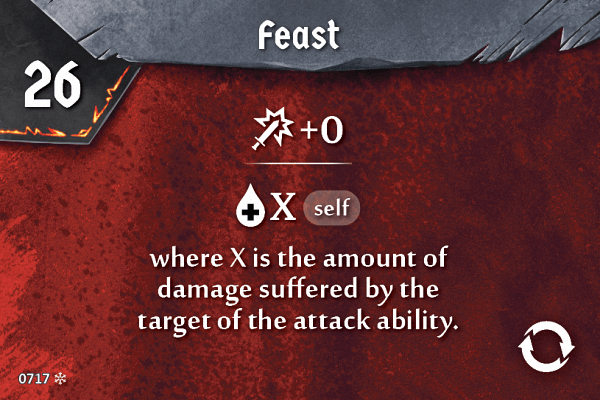 Feast
26
+0
X self
where X is the amount of
damage suffered by the
target of the attack ability.
0717